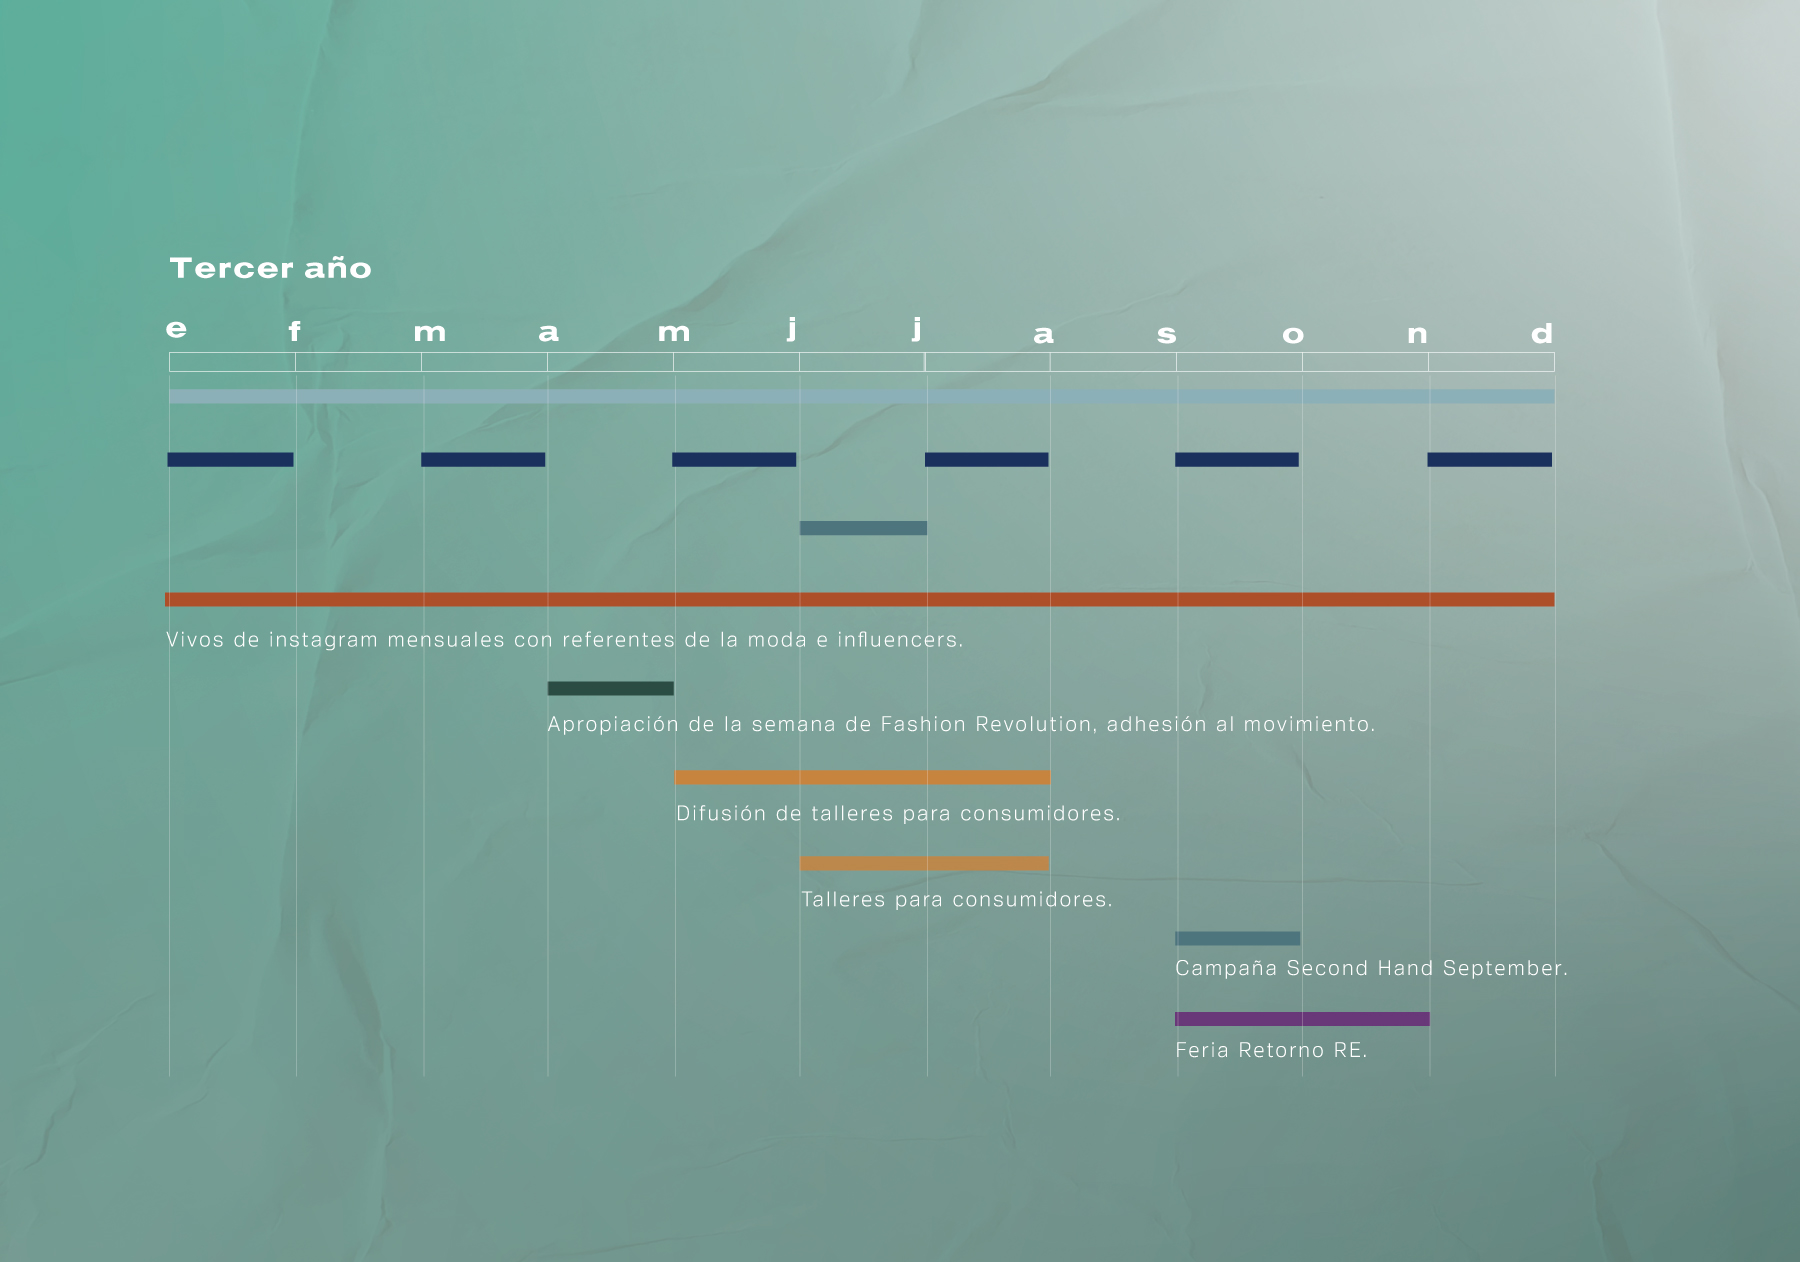 Tercer año
e f m a m j j a s o n d
Vivos de instagram mensuales con referentes de la moda e influencers.
Apropiación de la semana de Fashion Revolution, adhesión al movimiento.
Difusión de talleres para consumidores.
Talleres para consumidores.
Campaña Second Hand September.
Feria Retorno RE.